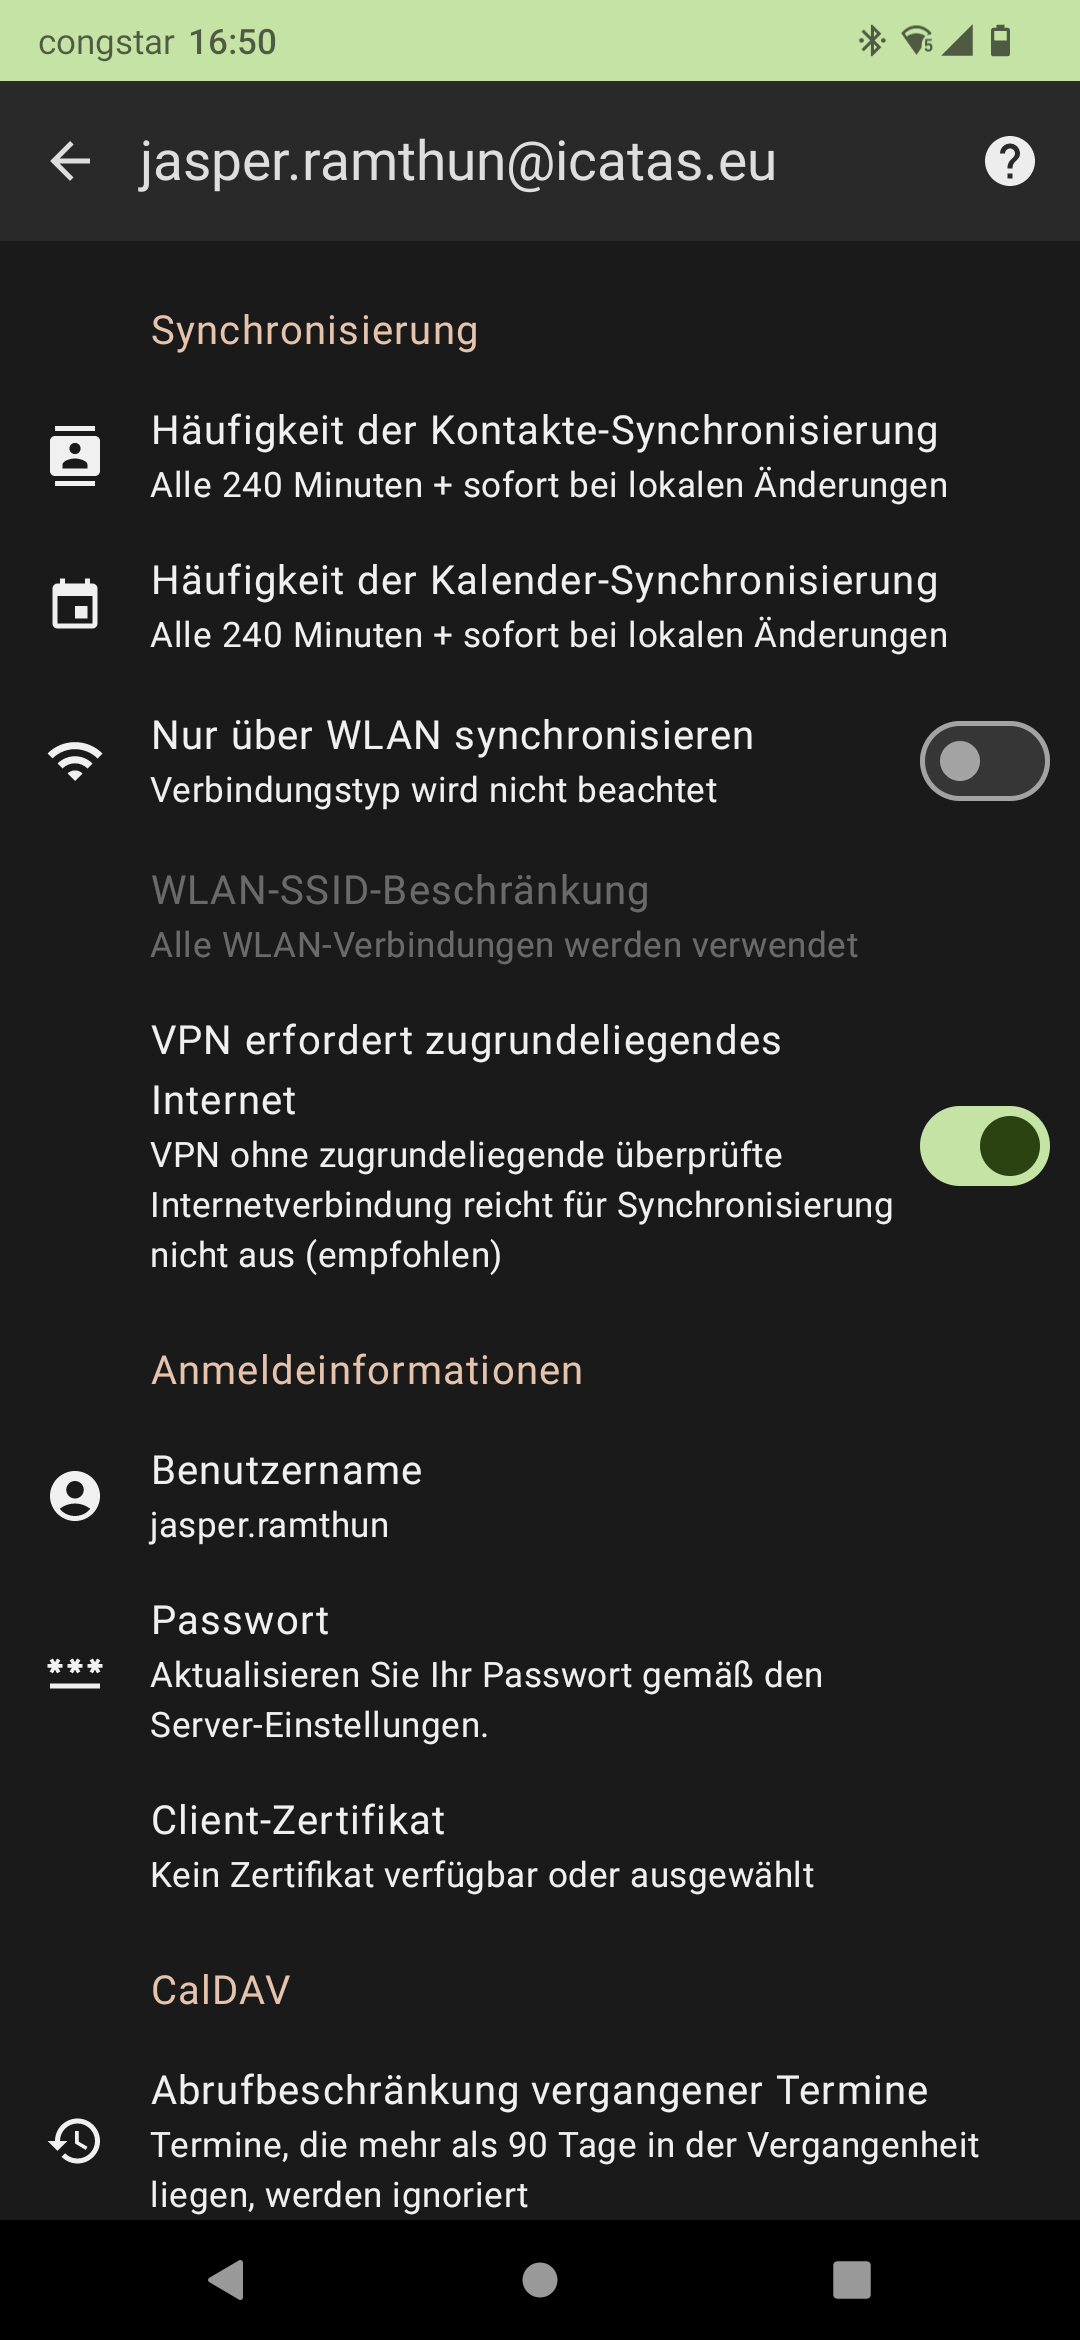 congstar 16:50
jasper.ramthun@icatas.eu
Synchronisierung
Häufigkeit der Kontakte-Synchronisierung
Alle 240 Minuten + sofort bei lokalen Änderungen
Häufigkeit der Kalender-Synchronisierung
Alle 240 Minuten + sofort bei lokalen Änderungen
Nur über WLAN synchronisieren
Verbindungstyp wird nicht beachtet
WLAN-SSID-Beschränkung
Alle WLAN-Verbindungen werden verwendet
VPN erfordert zugrundeliegendes
Internet
VPN ohne zugrundeliegende überprüfte
Internetverbindung reicht für Synchronisierung
nicht aus (empfohlen)
Anmeldeinformationen
Benutzername
jasper.ramthun
Passwort
Aktualisieren Sie Ihr Passwort gemäß den
Server-Einstellungen.
Client-Zertifikat
Kein Zertifikat verfügbar oder ausgewählt
CalDAV
Abrufbeschränkung vergangener Termine
Termine, die mehr als 90 Tage in der Vergangenheit
liegen, werden ignoriert